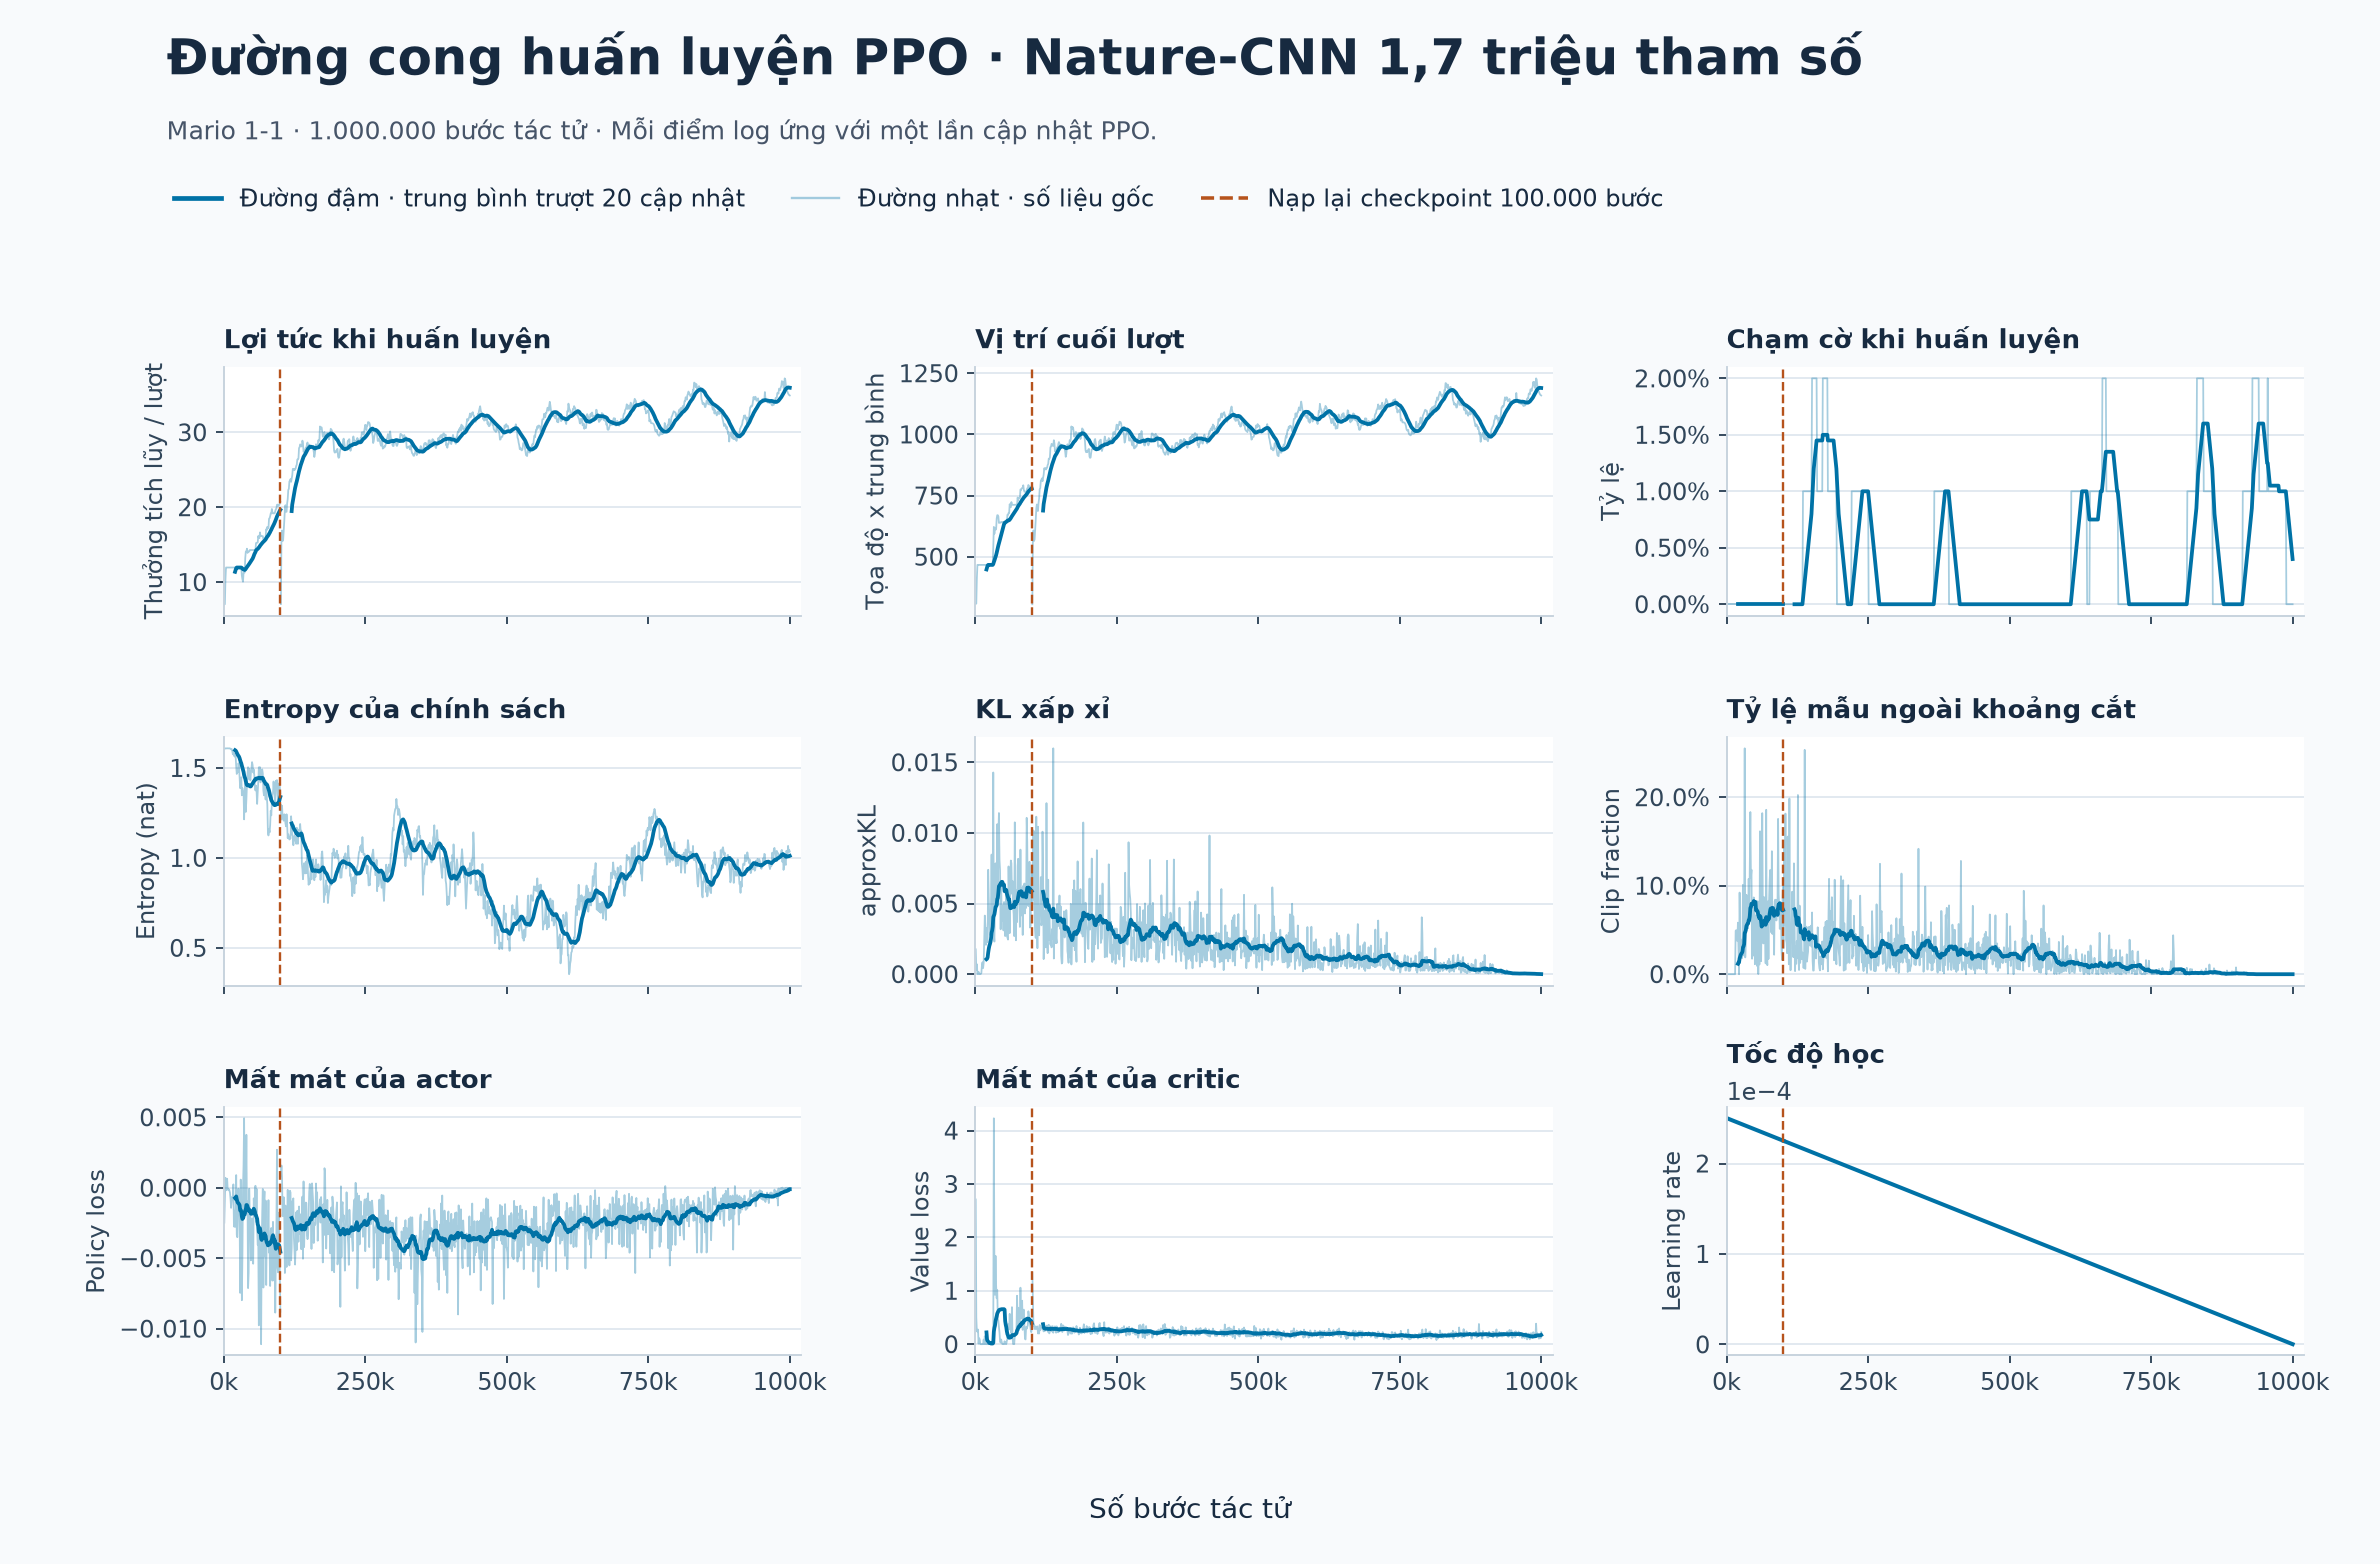 Đường cong huấn luyện PPO · Nature-CNN 1,7 triệu tham số
Mario 1-1 · 1.000.000 bước tác tử · Mỗi điểm log ứng với một lần cập nhật PPO.
Đường đậm · trung bình trượt 20 cập nhật
Đường nhạt · số liệu gốc
Nạp lại checkpoint 100.000 bước
Lợi tức khi huấn luyện
Thưởng tích lũy / lượt
30
20
10
Vị trí cuối lượt
Tọa độ x trung bình
1250
1000
750
500
Chạm cờ khi huấn luyện
Tỷ lệ
2.00%
1.50%
1.00%
0.50%
0.00%
Entropy của chính sách
Entropy (nat)
1.5
1.0
0.5
KL xấp xỉ
approxKL
0.015
0.010
0.005
0.000
Tỷ lệ mẫu ngoài khoảng cắt
Clip fraction
20.0%
10.0%
0.0%
Mất mát của actor
Policy loss
0.005
0.000
−0.005
−0.010
0k 250k 500k 750k 1000k
Mất mát của critic
Value loss
4
3
2
1
0
0k 250k 500k 750k 1000k
Tốc độ học
1e−4
Learning rate
2
1
0
0k 250k 500k 750k 1000k
Số bước tác tử